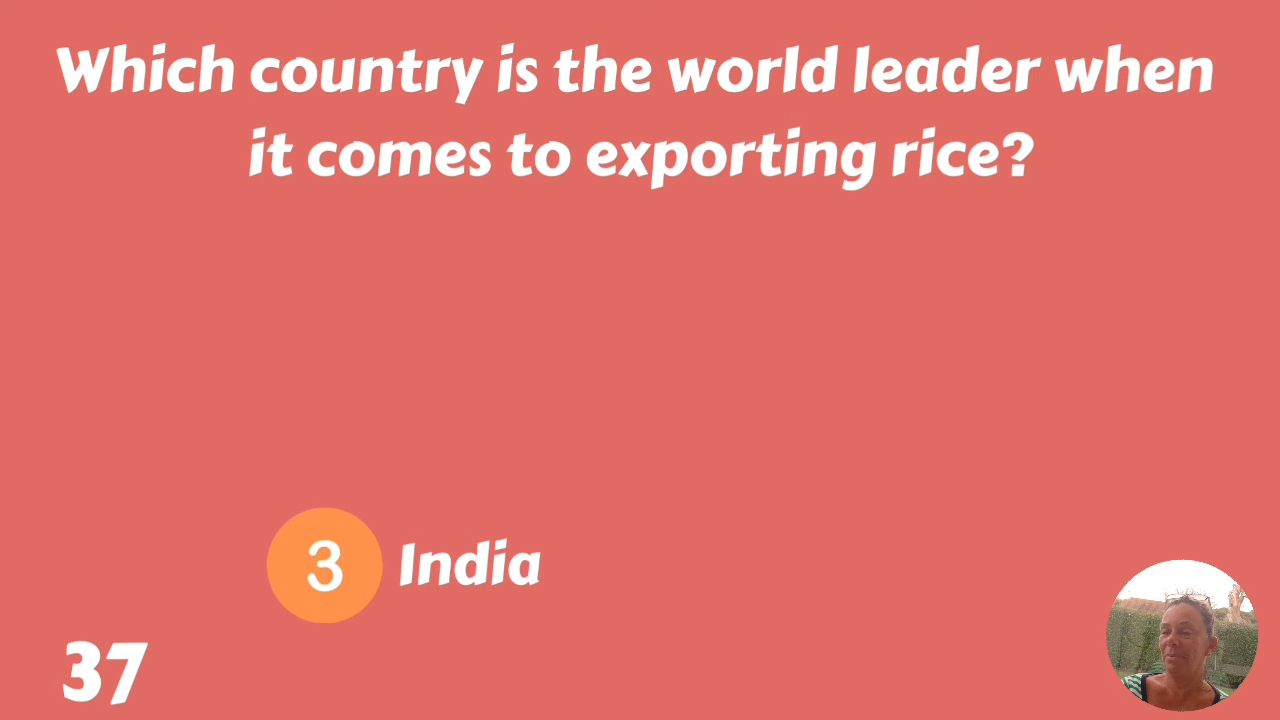 Which country is the world leader when
it comes to exporting rice?
3 India
37